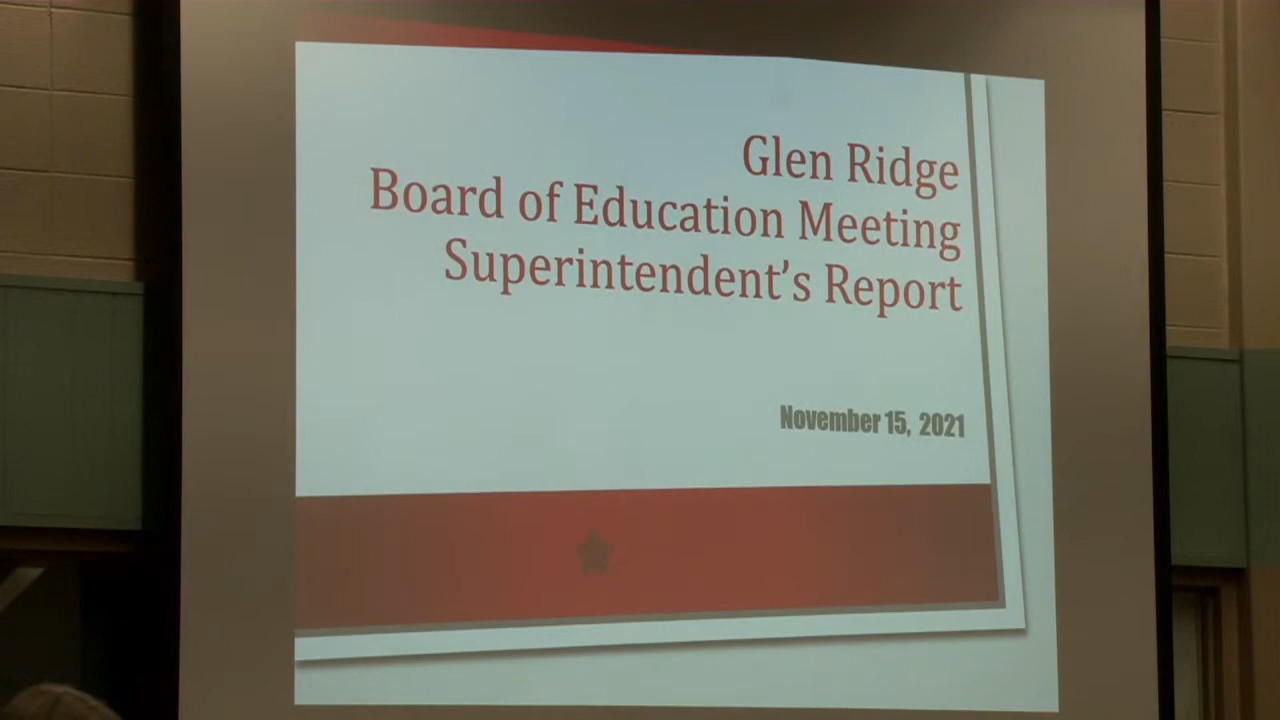 Glen Ridge
Board of Education Meeting
Superintendent's Report
November 15, 2021